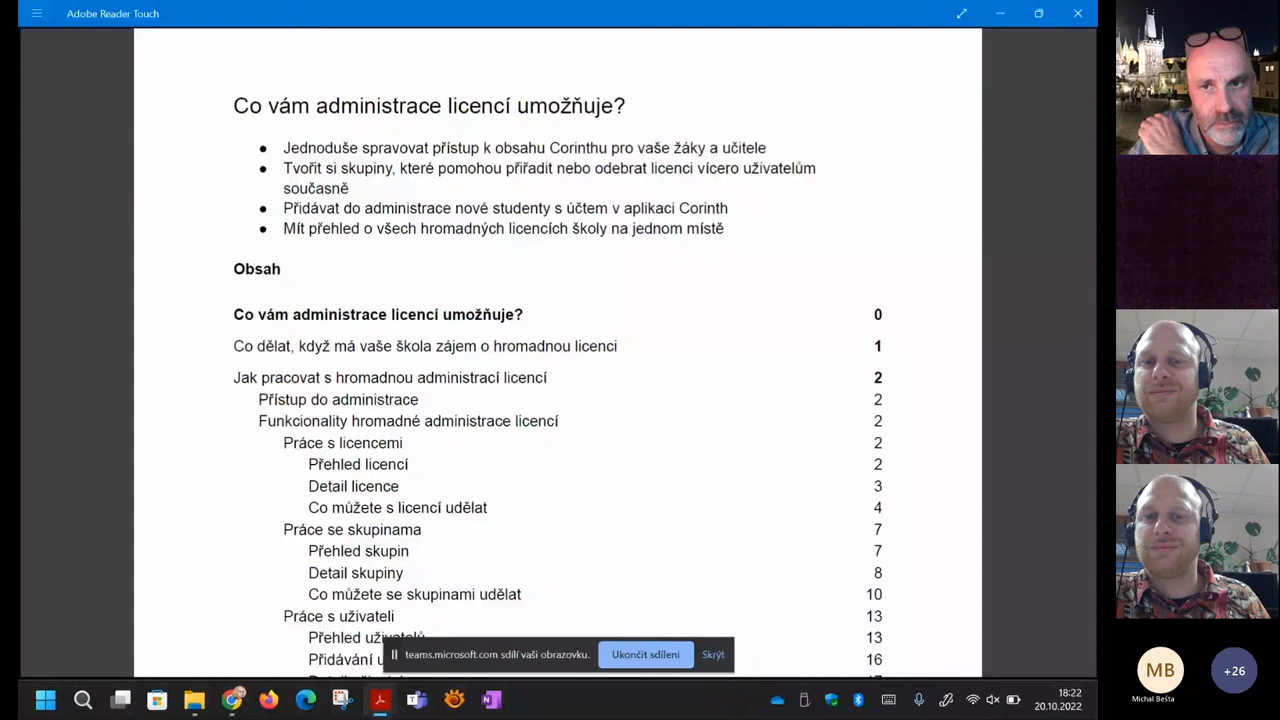 Adobe Reader Touch
Co vám administrace licencí umožňuje?
● Jednoduše spravovat přístup k obsahu Corinthu pro vaše žáky a učitele
● Tvořit si skupiny, které pomohou přiřadit nebo odebrat licenci vícero uživatelům
současně
● Přidávat do administrace nové studenty s účtem v aplikaci Corinth
● Mít přehled o všech hromadných licencích školy na jednom místě
Obsah
Co vám administrace licencí umožňuje? 0
Co dělat, když má vaše škola zájem o hromadnou licenci 1
Jak pracovat s hromadnou administrací licencí 2
Přístup do administrace 2
Funkcionality hromadné administrace licencí 2
Práce s licencemi 2
Přehled licencí 2
Detail licence 3
Co můžete s licencí udělat 4
Práce se skupinama 7
Přehled skupin 7
Detail skupiny 8
Co můžete se skupinami udělat 10
Práce s uživateli 13
Přehled uživatelů 13
Přidávání 16
teams.microsoft.com sdílí vaši obrazovku. Ukončit sdílení Skrýt
MB
Michal Bešta
+26
18:22
20.10.2022